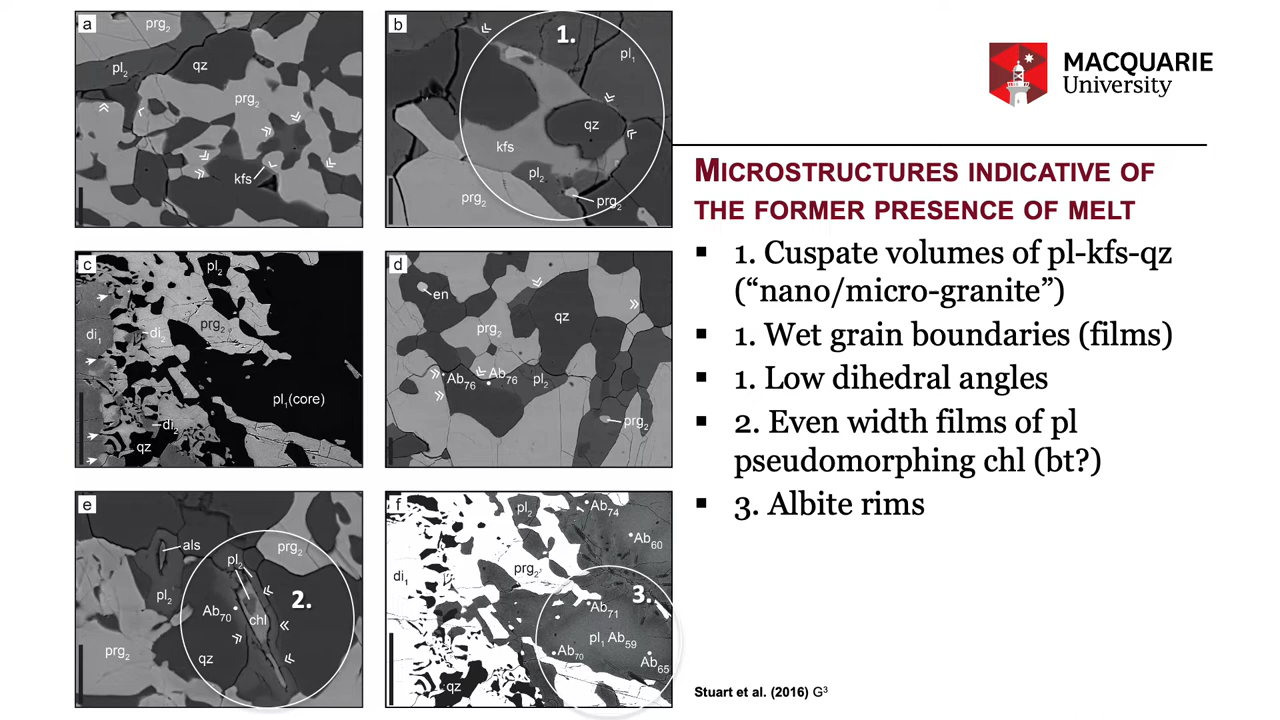 a
prg2
pl2
qz
prg2
kfs
b
1.
pl1
qz
kfs
pl2
prg2
prg2
c
pl2
prg2
di1
di2
pl1(core)
di2
qz
d
en
qz
prg2
Ab76
Ab76
pl2
prg2
e
als
prg2
pl2
pl2
2.
Ab70
chl
prg2
qz
f
pl2
Ab74
Ab60
prg2
di1
3.
Ab71
pl1 Ab59
Ab70
Ab65
qz
MACQUARIE
University
MICROSTRUCTURES INDICATIVE OF
THE FORMER PRESENCE OF MELT
▪ 1. Cuspate volumes of pl-kfs-qz
(“nano/micro-granite”)
▪ 1. Wet grain boundaries (films)
▪ 1. Low dihedral angles
▪ 2. Even width films of pl
pseudomorphing chl (bt?)
▪ 3. Albite rims
Stuart et al. (2016) G3